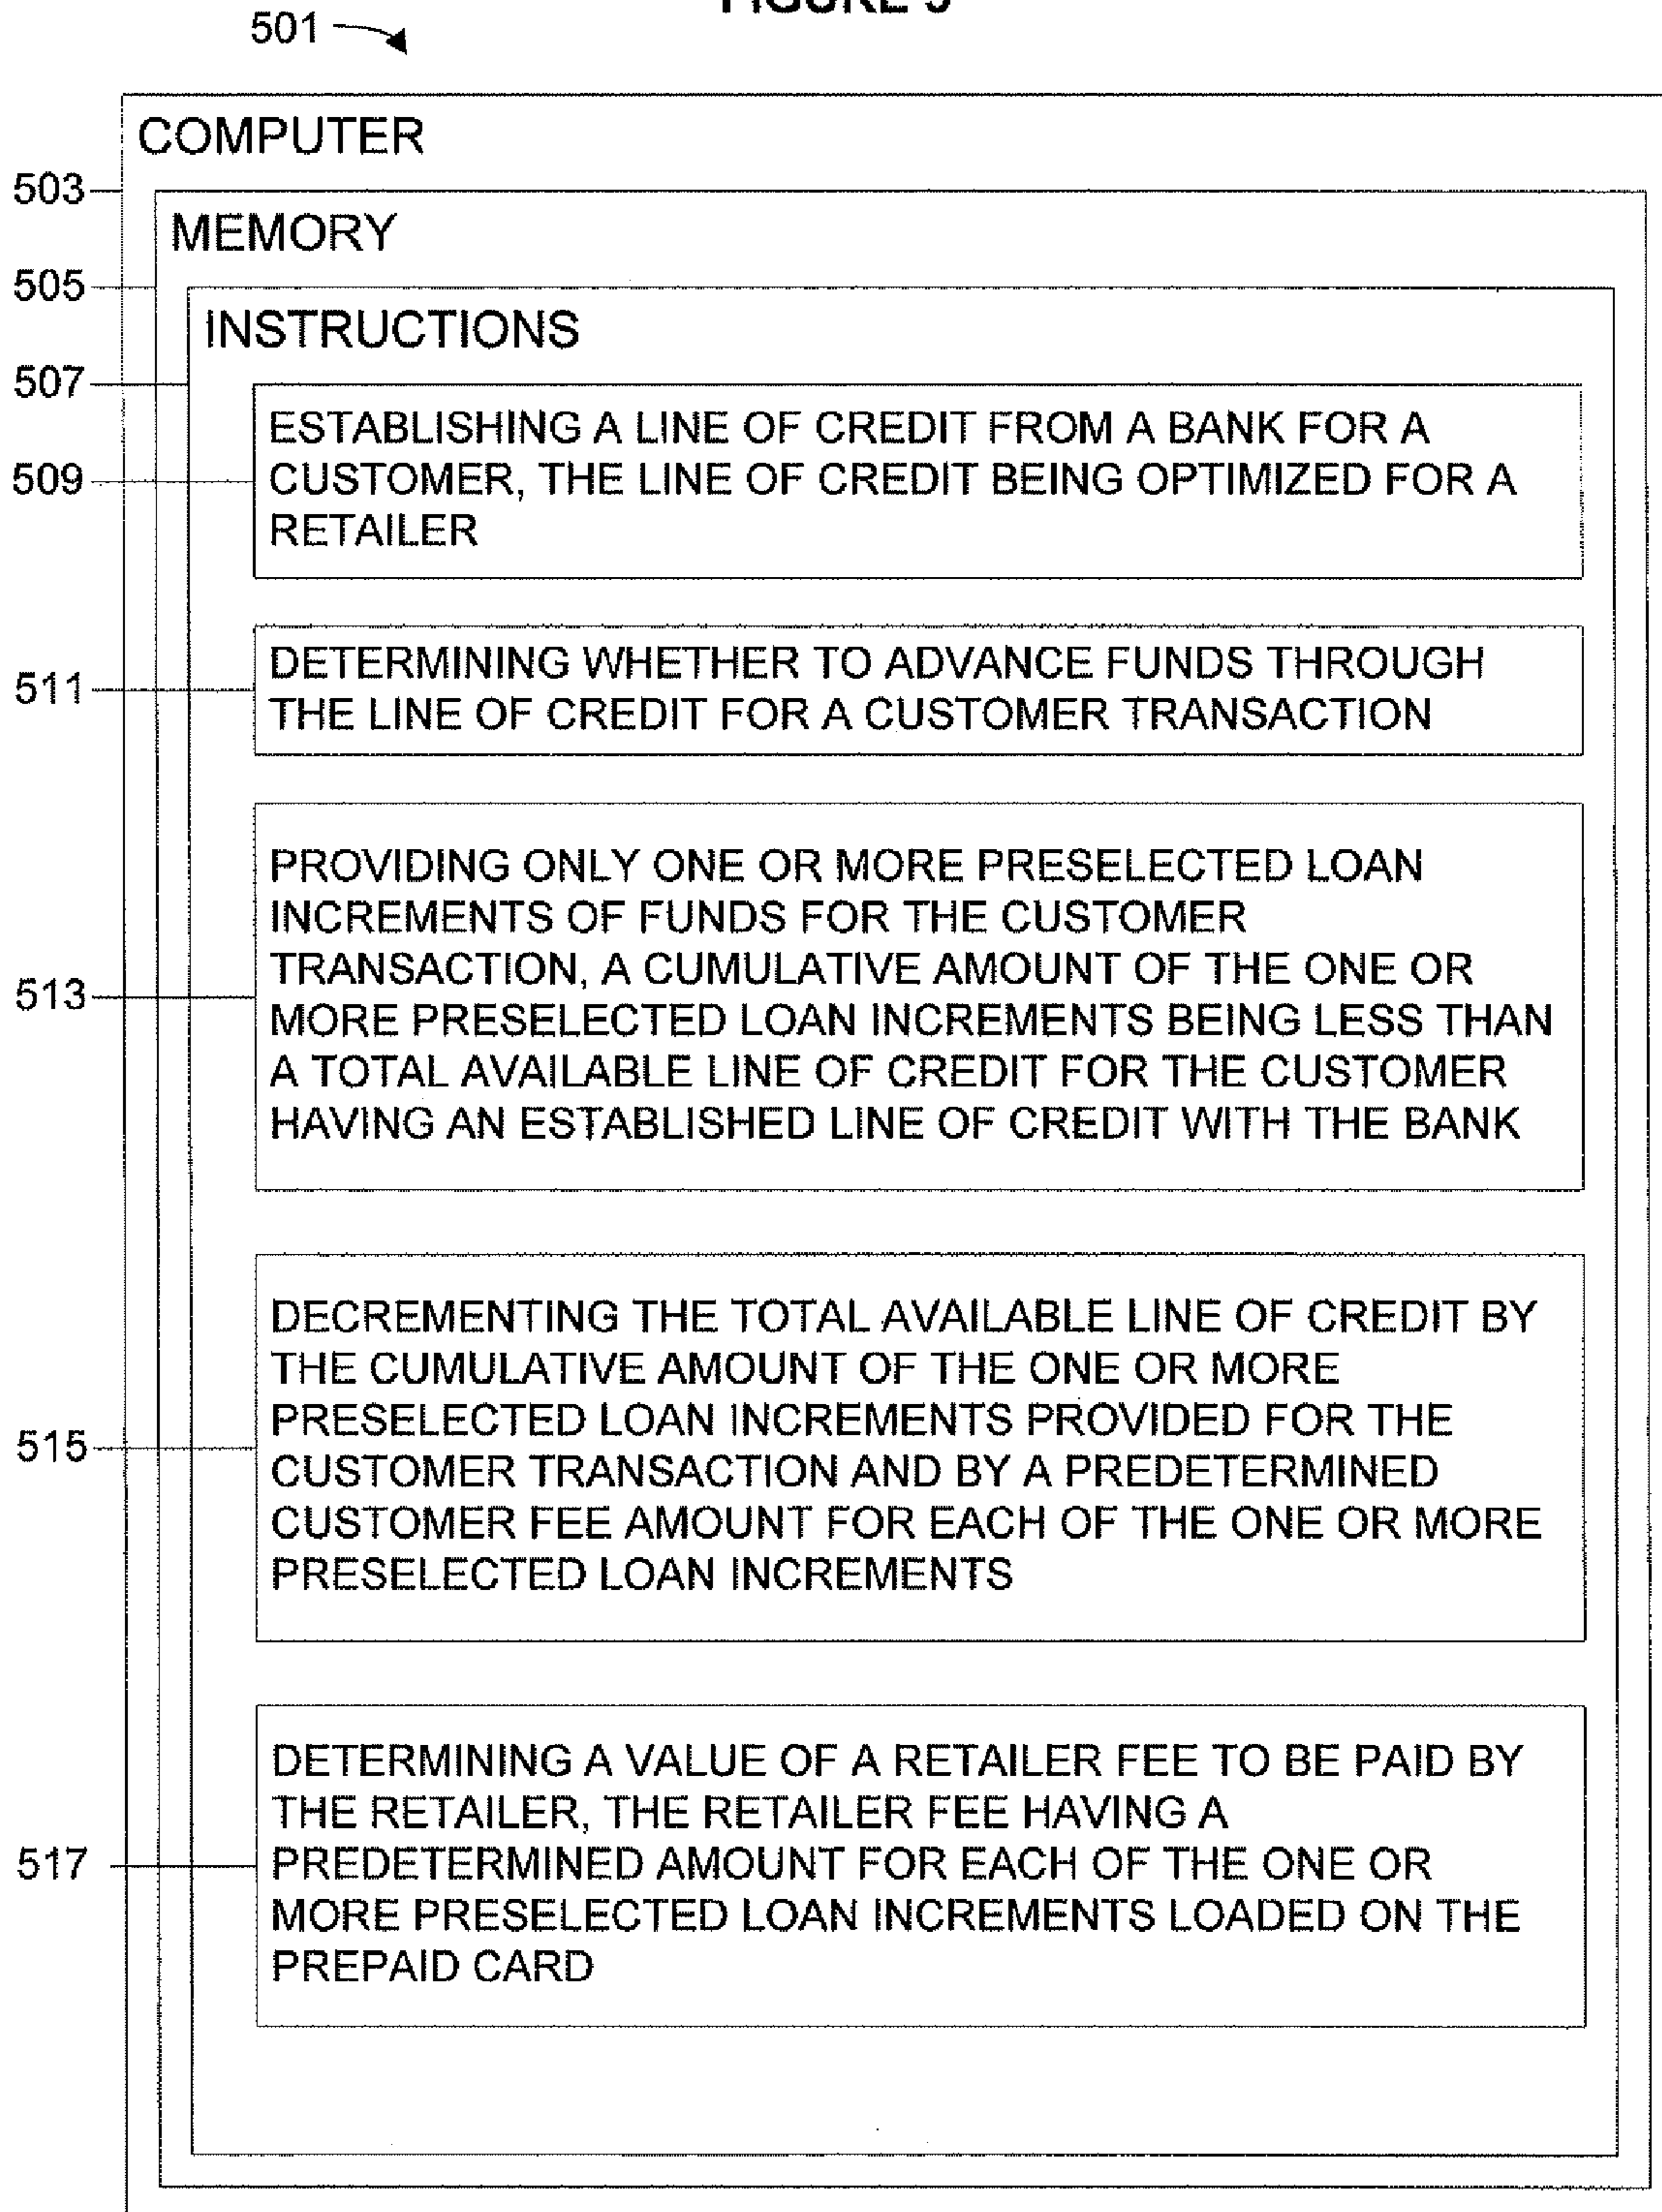 501
COMPUTER
503
MEMORY
505
INSTRUCTIONS
507
ESTABLISHING A LINE OF CREDIT FROM A BANK FOR A
509
CUSTOMER, THE LINE OF CREDIT BEING OPTIMIZED FOR A
RETAILER
DETERMINING WHETHER TO ADVANCE FUNDS THROUGH
511
THE LINE OF CREDIT FOR A CUSTOMER TRANSACTION
PROVIDING ONLY ONE OR MORE PRESELECTED LOAN
INCREMENTS OF FUNDS FOR THE CUSTOMER
TRANSACTION, A CUMULATIVE AMOUNT OF THE ONE OR
513
MORE PRESELECTED LOAN INCREMENTS BEING LESS THAN
A TOTAL AVAILABLE LINE OF CREDIT FOR THE CUSTOMER
HAVING AN ESTABLISHED LINE OF CREDIT WITH THE BANK
DECREMENTING THE TOTAL AVAILABLE LINE OF CREDIT BY
THE CUMULATIVE AMOUNT OF THE ONE OR MORE
PRESELECTED LOAN INCREMENTS PROVIDED FOR THE
515
CUSTOMER TRANSACTION AND BY A PREDETERMINED
CUSTOMER FEE AMOUNT FOR EACH OF THE ONE OR MORE
PRESELECTED LOAN INCREMENTS
DETERMINING A VALUE OF A RETAILER FEE TO BE PAID BY
THE RETAILER, THE RETAILER FEE HAVING A
517
PREDETERMINED AMOUNT FOR EACH OF THE ONE OR
MORE PRESELECTED LOAN INCREMENTS LOADED ON THE
PREPAID CARD